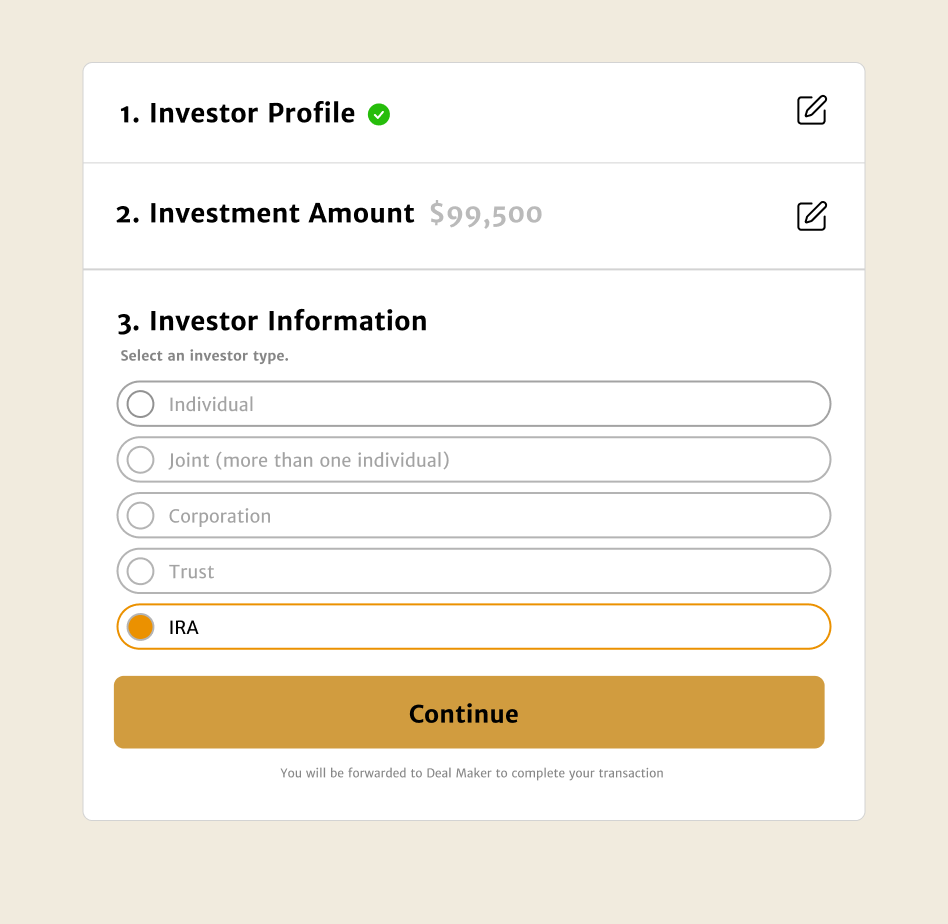 1. Investor Profile
2. Investment Amount $99,500
3. Investor Information
Select an investor type.
Individual
Joint (more than one individual)
Corporation
Trust
IRA
Continue
You will be forwarded to Deal Maker to complete your transaction